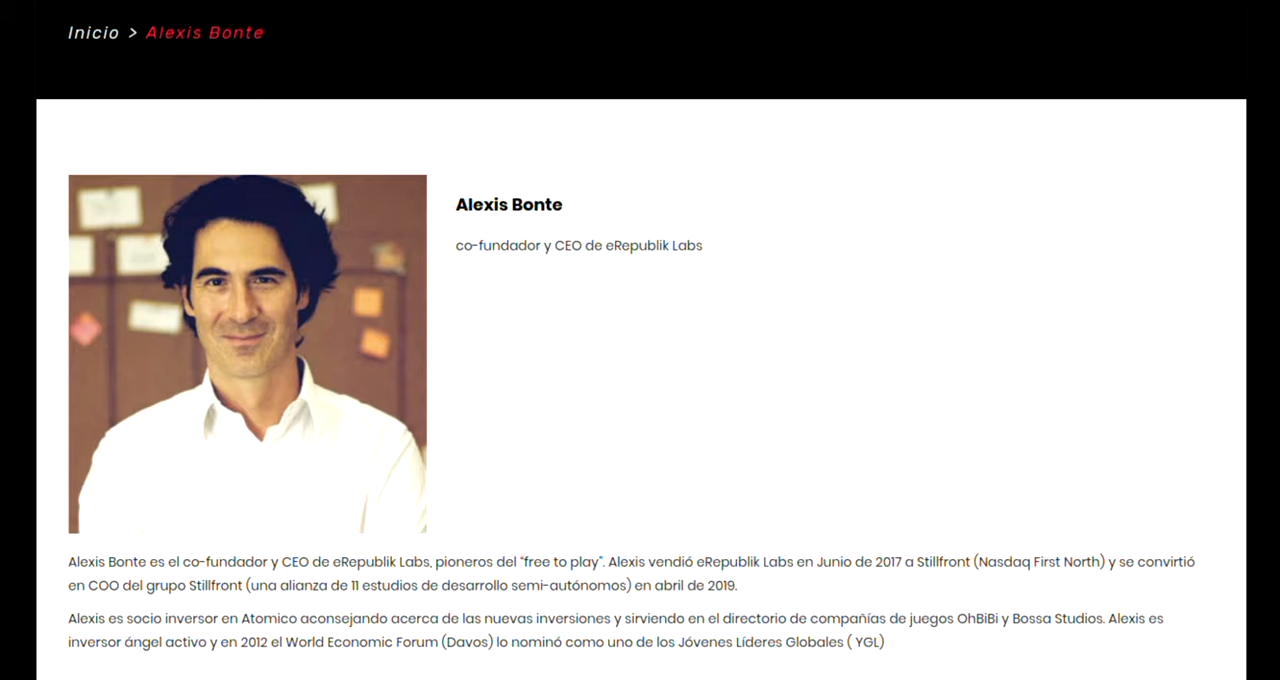 Inicio > Alexis Bonte
Alexis Bonte
co-fundador y CEO de eRepublik Labs
Alexis Bonte es el co-fundador y CEO de eRepublik Labs, pioneros del “free to play”. Alexis vendió eRepublik Labs en Junio de 2017 a Stillfront (Nasdaq First North) y se convirtió
en COO del grupo Stillfront (una alianza de 11 estudios de desarrollo semi-autónomos) en abril de 2019.
Alexis es socio inversor en Atomico aconsejando acerca de las nuevas inversiones y sirviendo en el directorio de compañías de juegos OhBiBi y Bossa Studios. Alexis es
inversor ángel activo y en 2012 el World Economic Forum (Davos) lo nominó como uno de los Jóvenes Líderes Globales ( YGL)